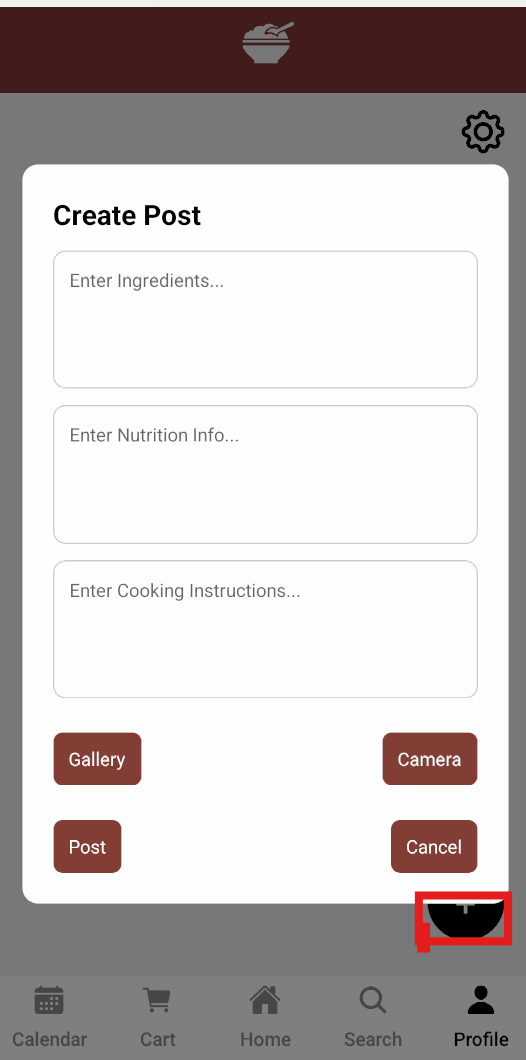 Create Post
Enter Ingredients...
Enter Nutrition Info...
Enter Cooking Instructions...
Gallery Camera
Post Cancel
+
Calendar Cart Home Search Profile